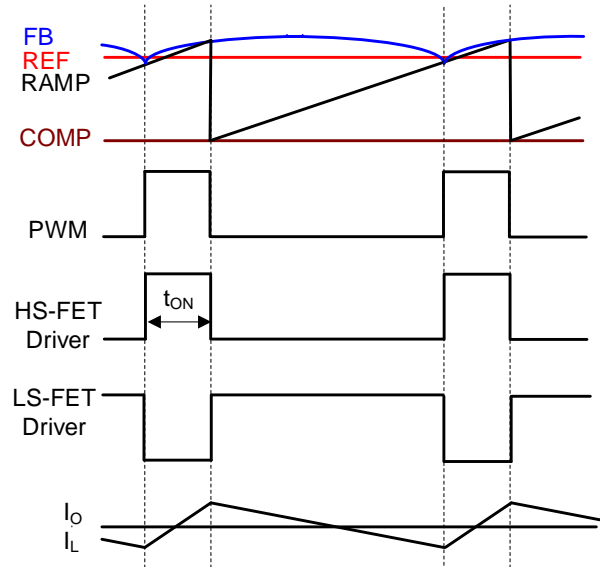 FB
REF
RAMP
COMP
PWM
tON
HS-FET
Driver
LS-FET
Driver
IO
IL